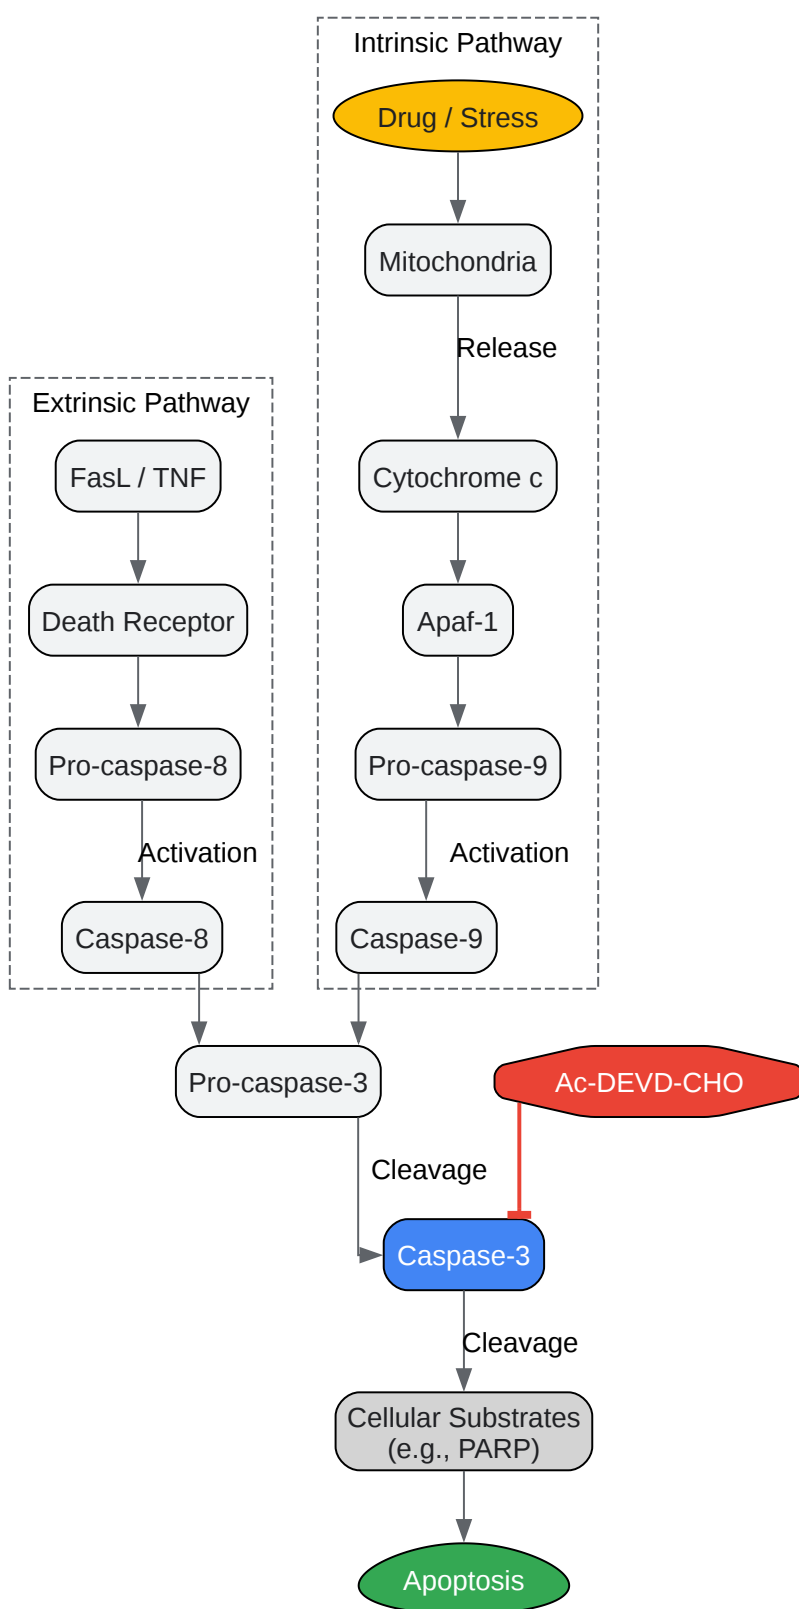 Intrinsic Pathway
Drug / Stress
Mitochondria
Release
Extrinsic Pathway
FasL / TNF
Cytochrome c
Death Receptor
Apaf-1
Pro-caspase-8
Pro-caspase-9
Activation
Activation
Caspase-8
Caspase-9
Pro-caspase-3
Ac-DEVD-CHO
Cleavage
Caspase-3
Cleavage
Cellular Substrates
(e.g., PARP)
Apoptosis